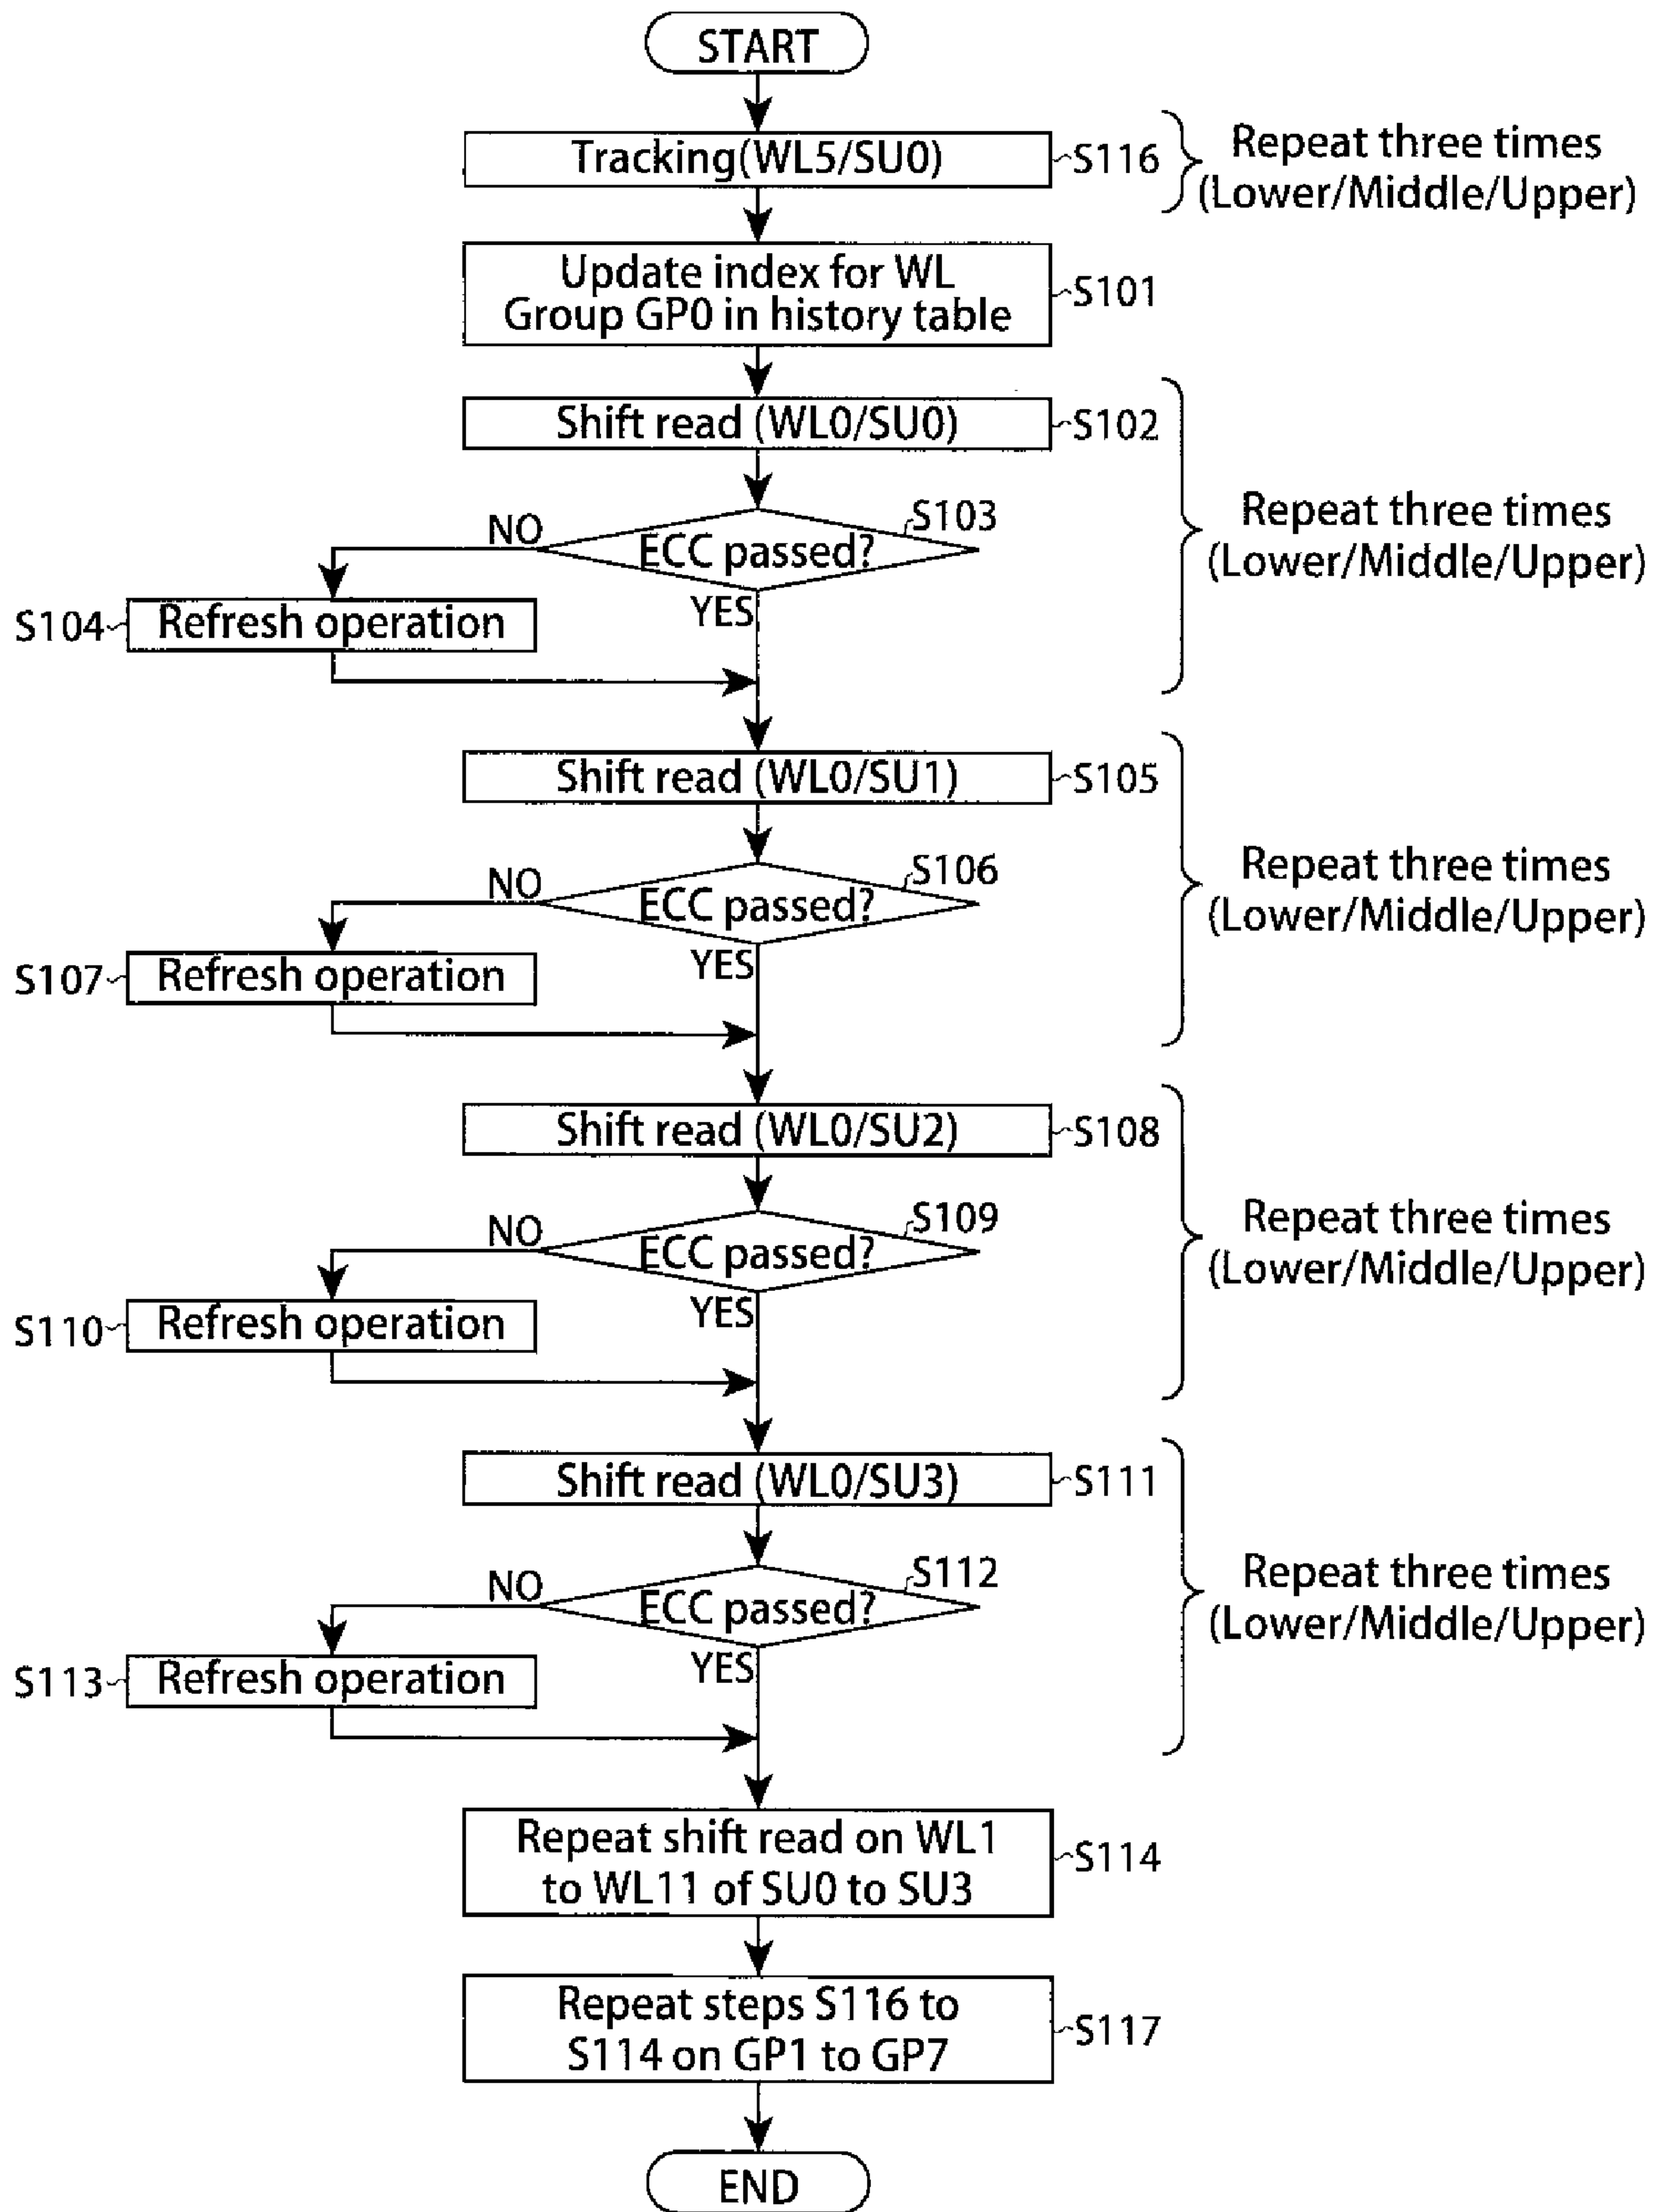 START
Tracking(WL5/SU0)
S116
Repeat three times
(Lower/Middle/Upper)
Update index for WL
Group GP0 in history table
S101
Shift read (WL0/SU0)
S102
Repeat three times
(Lower/Middle/Upper)
S103
NO
ECC passed?
YES
S104
Refresh operation
Shift read (WL0/SU1)
S105
Repeat three times
(Lower/Middle/Upper)
S106
NO
ECC passed?
YES
S107
Refresh operation
Shift read (WL0/SU2)
S108
Repeat three times
(Lower/Middle/Upper)
S109
NO
ECC passed?
YES
S110
Refresh operation
Shift read (WL0/SU3)
S111
Repeat three times
(Lower/Middle/Upper)
S112
NO
ECC passed?
YES
S113
Refresh operation
Repeat shift read on WL1
to WL11 of SU0 to SU3
S114
Repeat steps S116 to
S114 on GP1 to GP7
S117
END